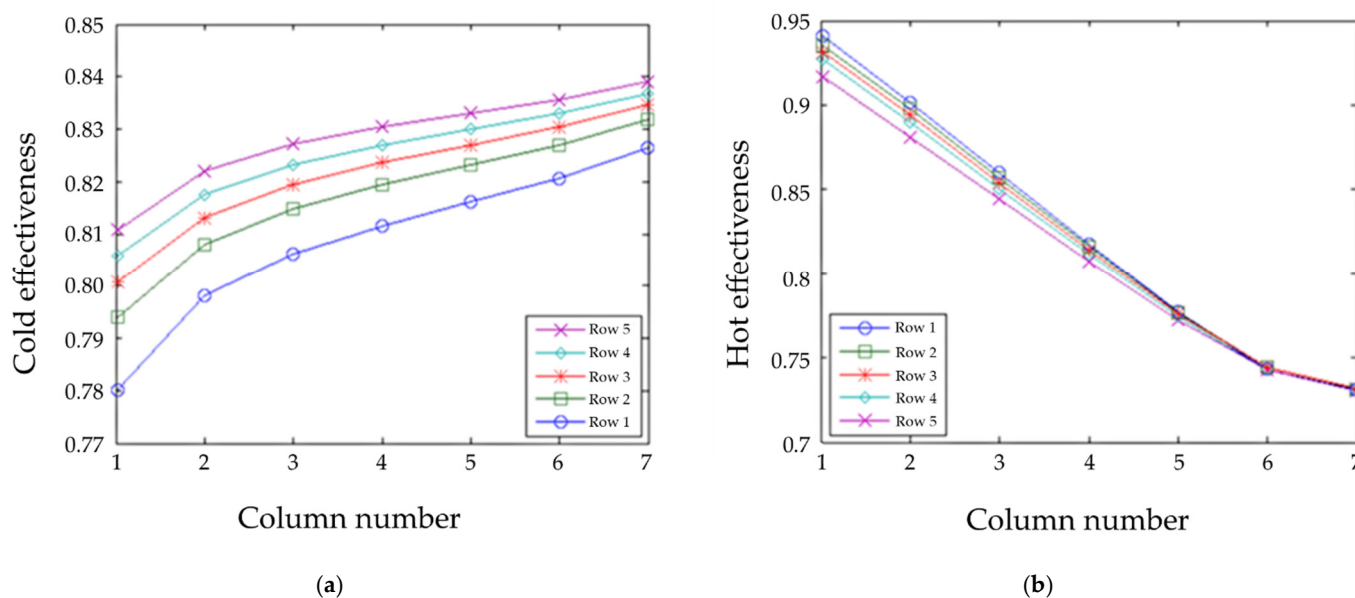 0.85
0.84
0.83
0.82
0.81
0.80
0.79
0.78
0.77
Cold effectiveness
Row 5
Row 4
Row 3
Row 2
Row 1
1 2 3 4 5 6 7
Column number
(a)
0.95
0.9
0.85
0.8
0.75
0.7
Hot effectiveness
Row 1
Row 2
Row 3
Row 4
Row 5
1 2 3 4 5 6 7
Column number
(b)